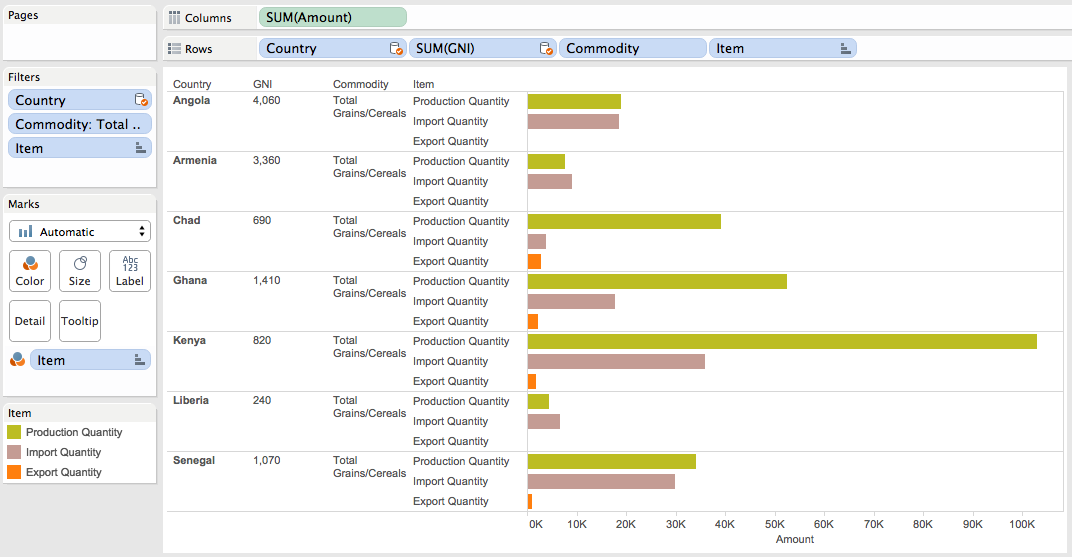 Pages
Columns SUM(Amount)
Rows Country SUM(GNI) Commodity Item
Filters
Country
Commodity: Total ..
Item
Marks
Automatic
Color Size Abc 123 Label
Detail Tooltip
Item
Item
Production Quantity
Import Quantity
Export Quantity
Country GNI Commodity Item
Angola 4,060 Total Production Quantity
Grains/Cereals Import Quantity
Export Quantity
Armenia 3,360 Total Production Quantity
Grains/Cereals Import Quantity
Export Quantity
Chad 690 Total Production Quantity
Grains/Cereals Import Quantity
Export Quantity
Ghana 1,410 Total Production Quantity
Grains/Cereals Import Quantity
Export Quantity
Kenya 820 Total Production Quantity
Grains/Cereals Import Quantity
Export Quantity
Liberia 240 Total Production Quantity
Grains/Cereals Import Quantity
Export Quantity
Senegal 1,070 Total Production Quantity
Grains/Cereals Import Quantity
Export Quantity
0K 10K 20K 30K 40K 50K 60K 70K 80K 90K 100K
Amount